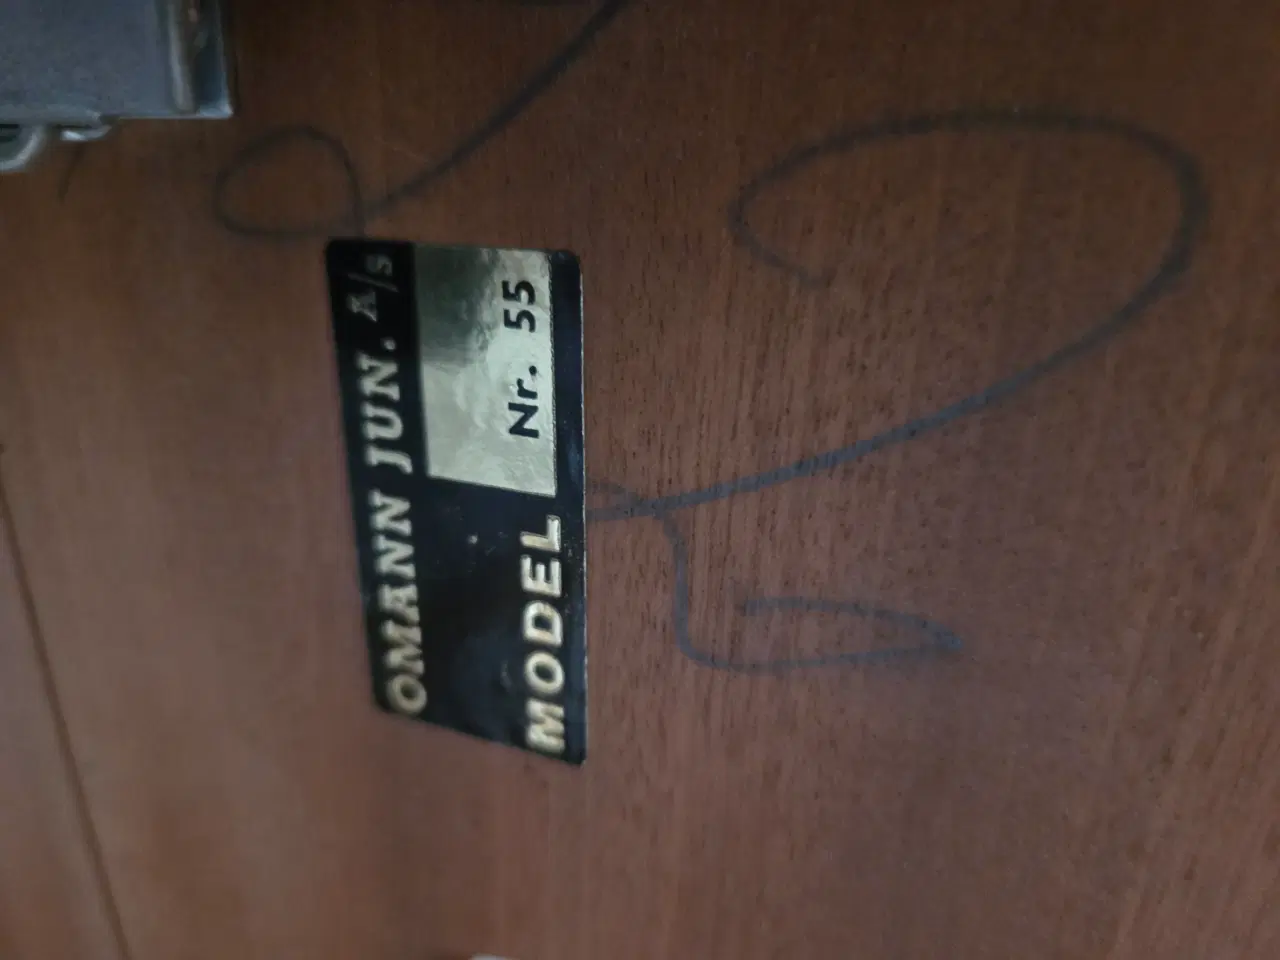 OMANN JUN. A/S
MODEL Nr. 55